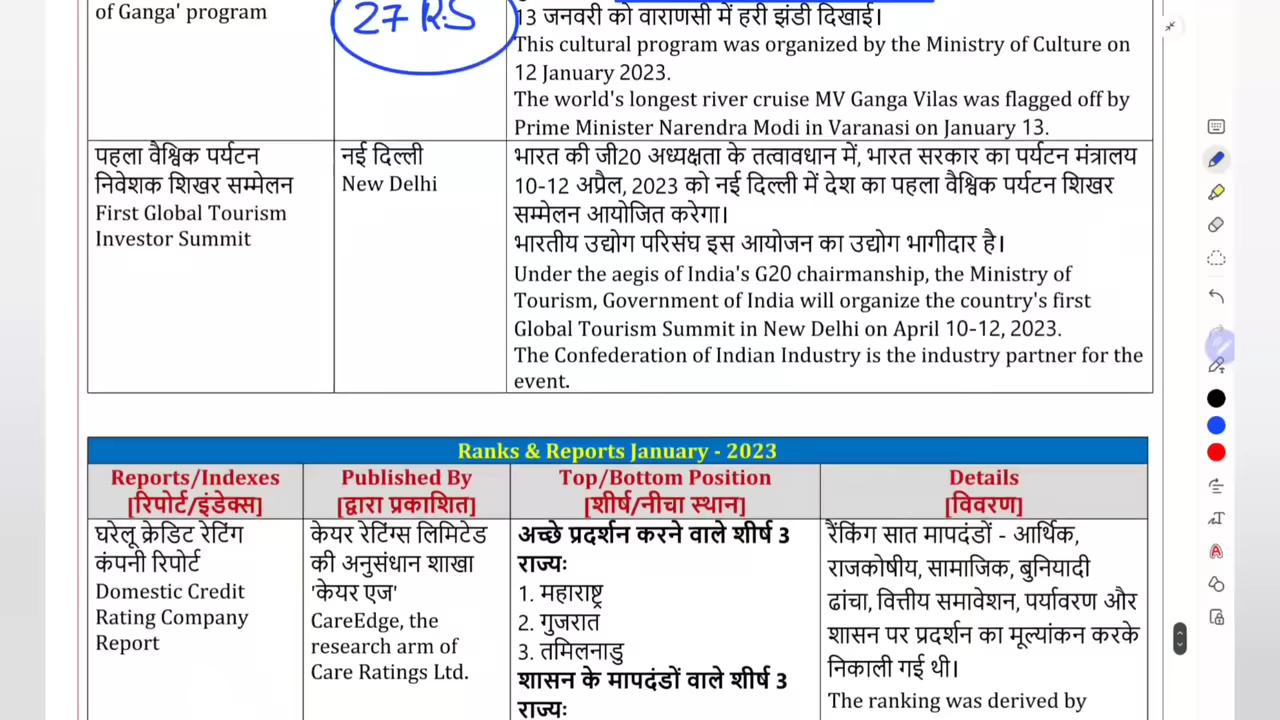 of Ganga' program
27 R.S
13 जनवरी को वाराणसी में हरी झंडी दिखाई।
This cultural program was organized by the Ministry of Culture on
12 January 2023.
The world's longest river cruise MV Ganga Vilas was flagged off by
Prime Minister Narendra Modi in Varanasi on January 13.
पहला वैश्विक पर्यटन
निवेशक शिखर सम्मेलन
First Global Tourism
Investor Summit
नई दिल्ली
New Delhi
भारत की जी20 अध्यक्षता के तत्वावधान में, भारत सरकार का पर्यटन मंत्रालय
10-12 अप्रैल, 2023 को नई दिल्ली में देश का पहला वैश्विक पर्यटन शिखर
सम्मेलन आयोजित करेगा।
भारतीय उद्योग परिसंघ इस आयोजन का उद्योग भागीदार है।
Under the aegis of India's G20 chairmanship, the Ministry of
Tourism, Government of India will organize the country's first
Global Tourism Summit in New Delhi on April 10-12, 2023.
The Confederation of Indian Industry is the industry partner for the
event.
Ranks & Reports January - 2023
Reports/Indexes
[रिपोर्ट/इंडेक्स]
Published By
[द्वारा प्रकाशित]
Top/Bottom Position
[शीर्ष/नीचा स्थान]
Details
[विवरण]
घरेलू क्रेडिट रेटिंग
कंपनी रिपोर्ट
Domestic Credit
Rating Company
Report
केयर रेटिंग्स लिमिटेड
की अनुसंधान शाखा
'केयर एज'
CareEdge, the
research arm of
Care Ratings Ltd.
अच्छे प्रदर्शन करने वाले शीर्ष 3
राज्यः
1. महाराष्ट्र
2. गुजरात
3. तमिलनाडु
शासन के मापदंडों वाले शीर्ष 3
राज्यः
रैंकिंग सात मापदंडों - आर्थिक,
राजकोषीय, सामाजिक, बुनियादी
ढांचा, वित्तीय समावेशन, पर्यावरण और
शासन पर प्रदर्शन का मूल्यांकन करके
निकाली गई थी।
The ranking was derived by